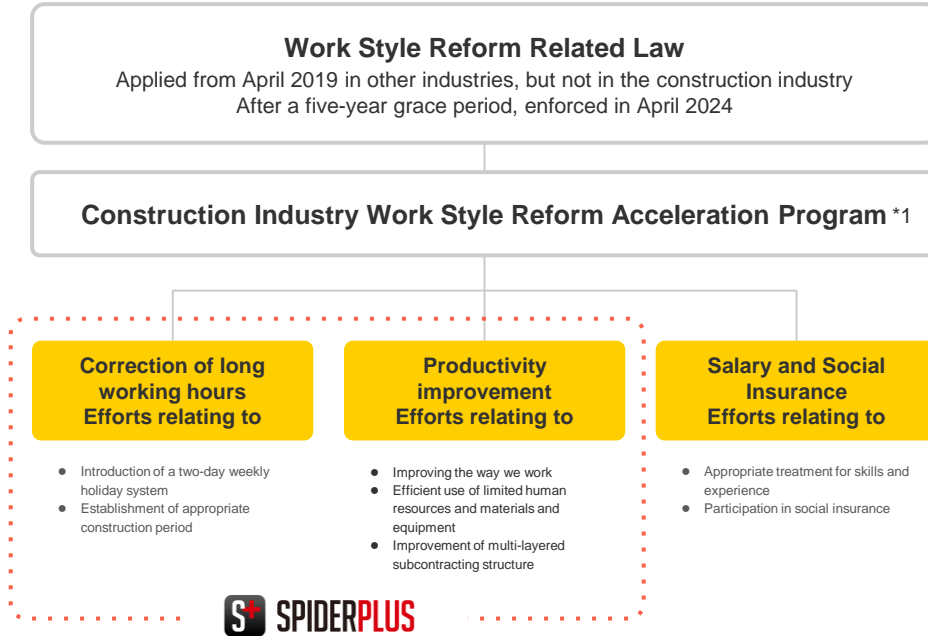 Work Style Reform Related Law
Applied from April 2019 in other industries, but not in the construction industry
After a five-year grace period, enforced in April 2024
Construction Industry Work Style Reform Acceleration Program *1
Correction of long
working hours
Efforts relating to
● Introduction of a two-day weekly
holiday system
● Establishment of appropriate
construction period
Productivity
improvement
Efforts relating to
● Improving the way we work
● Efficient use of limited human
resources and materials and
equipment
● Improvement of multi-layered
subcontracting structure
Salary and Social
Insurance
Efforts relating to
● Appropriate treatment for skills and
experience
● Participation in social insurance
S+ SPIDERPLUS